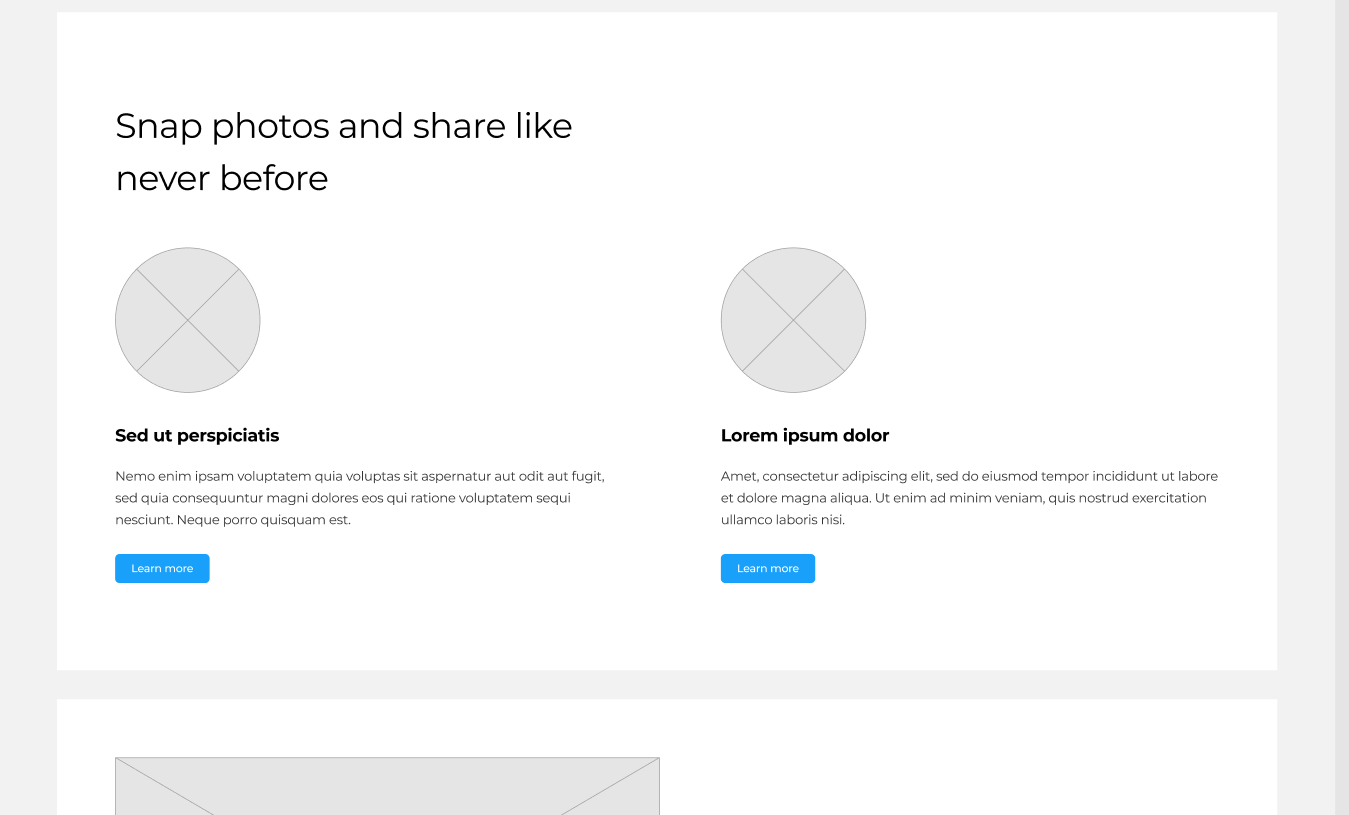 Snap photos and share like
never before
Sed ut perspiciatis
Nemo enim ipsam voluptatem quia voluptas sit aspernatur aut odit aut fugit,
sed quia consequuntur magni dolores eos qui ratione voluptatem sequi
nesciunt. Neque porro quisquam est.
Learn more
Lorem ipsum dolor
Amet, consectetur adipiscing elit, sed do eiusmod tempor incididunt ut labore
et dolore magna aliqua. Ut enim ad minim veniam, quis nostrud exercitation
ullamco laboris nisi.
Learn more